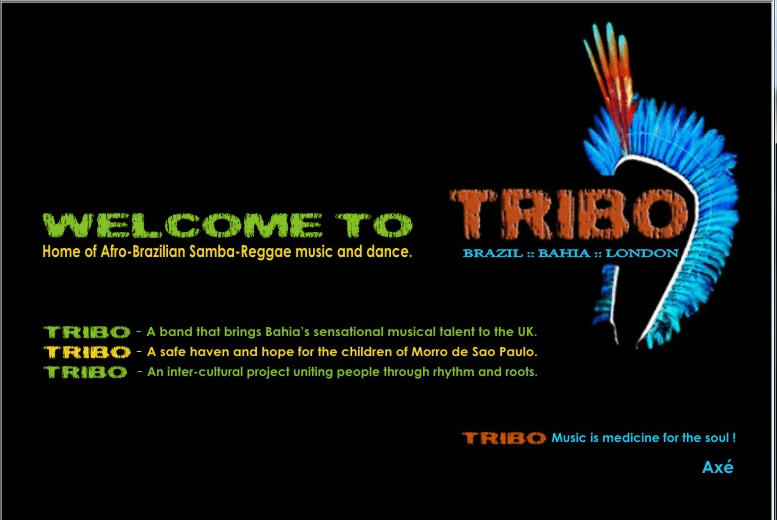 WELCOME TO
Home of Afro-Brazilian Samba-Reggae music and dance.
TRIBO
BRAZIL :: BAHIA :: LONDON
TRIBO - A band that brings Bahia's sensational musical talent to the UK.
TRIBO - A safe haven and hope for the children of Morro de Sao Paulo.
TRIBO - An inter-cultural project uniting people through rhythm and roots.
TRIBO Music is medicine for the soul !
Axé